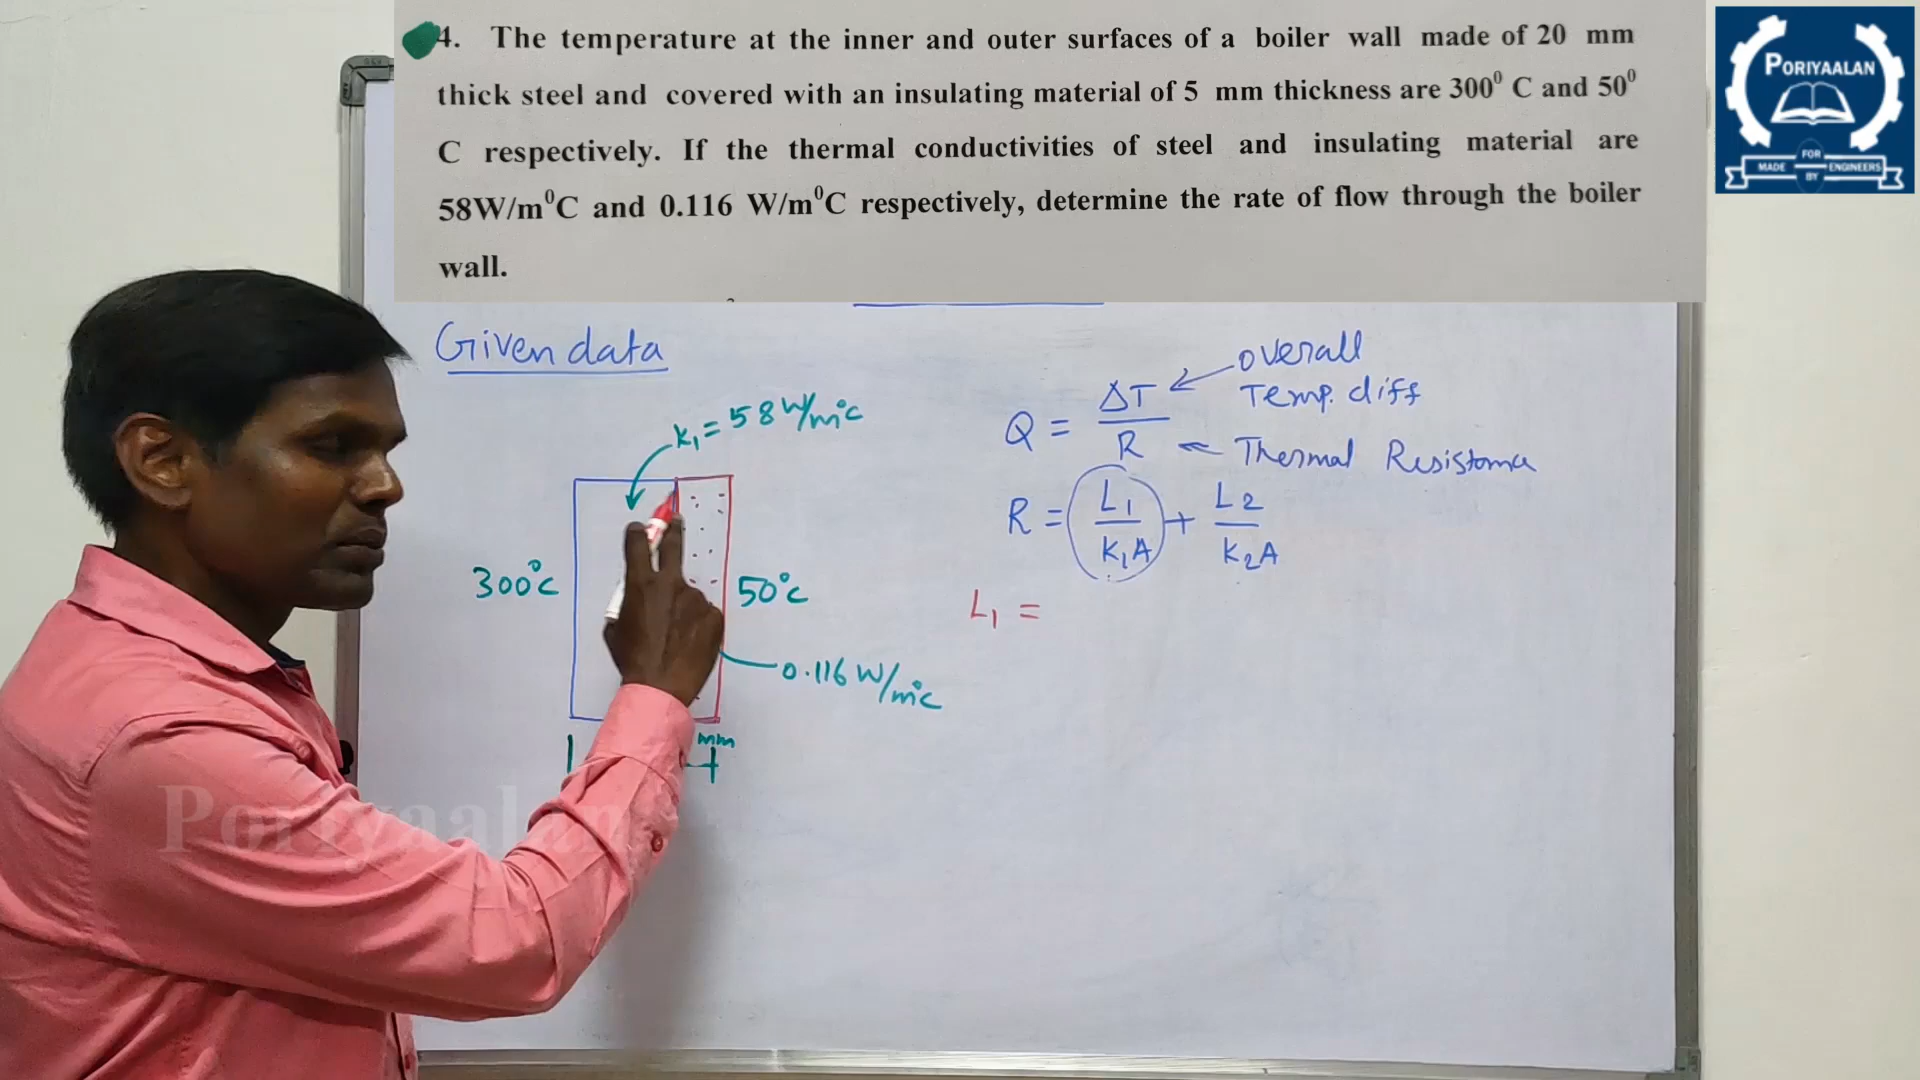 4. The temperature at the inner and outer surfaces of a boiler wall made of 20 mm
thick steel and covered with an insulating material of 5 mm thickness are 300⁰ C and 50⁰
C respectively. If the thermal conductivities of steel and insulating material are
58W/m⁰C and 0.116 W/m⁰C respectively, determine the rate of flow through the boiler
wall.
PORIYAALAN
MADE FOR ENGINEERS
BY
Given data
k₁ = 58 W/m°C
300°C
50°C
0.116 W/m°C
mm
Q = ΔT / R
overall
Temp. diff
Thermal Resistance
R = L₁/K₁A + L₂/K₂A
L₁ =
Poriyaalan